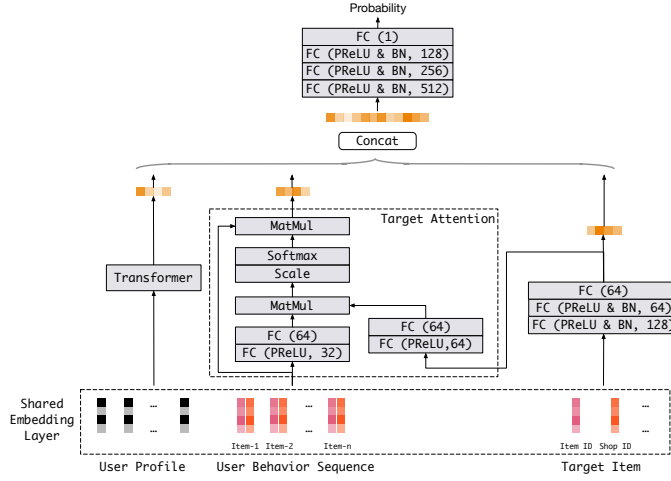 Probability
FC (1)
FC (PReLU & BN, 128)
FC (PReLU & BN, 256)
FC (PReLU & BN, 512)
Concat
Target Attention
MatMul
Softmax
Scale
Transformer
MatMul
FC (64)
FC (PReLU, 32)
FC (64)
FC (PReLU,64)
FC (64)
FC (PReLU & BN, 64)
FC (PReLU & BN, 128)
Shared
Embedding
Layer
... ... ... ...
Item-1 Item-2 Item-n Item ID Shop ID
User Profile User Behavior Sequence Target Item